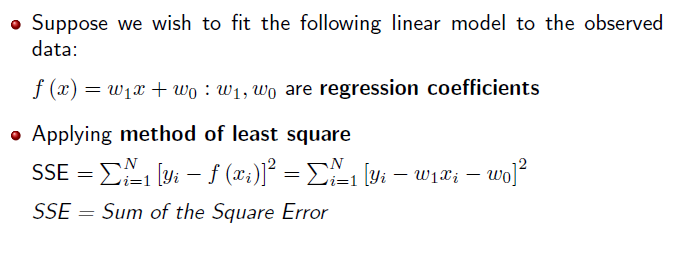 Suppose we wish to fit the following linear model to the observed
data:
f (x) = w₁x + w₀ : w₁, w₀ are regression coefficients
Applying method of least square
SSE = ∑ᵢ₌₁ᴺ [yᵢ − f (xᵢ)]² = ∑ᵢ₌₁ᴺ [yᵢ − w₁xᵢ − w₀]²
SSE = Sum of the Square Error